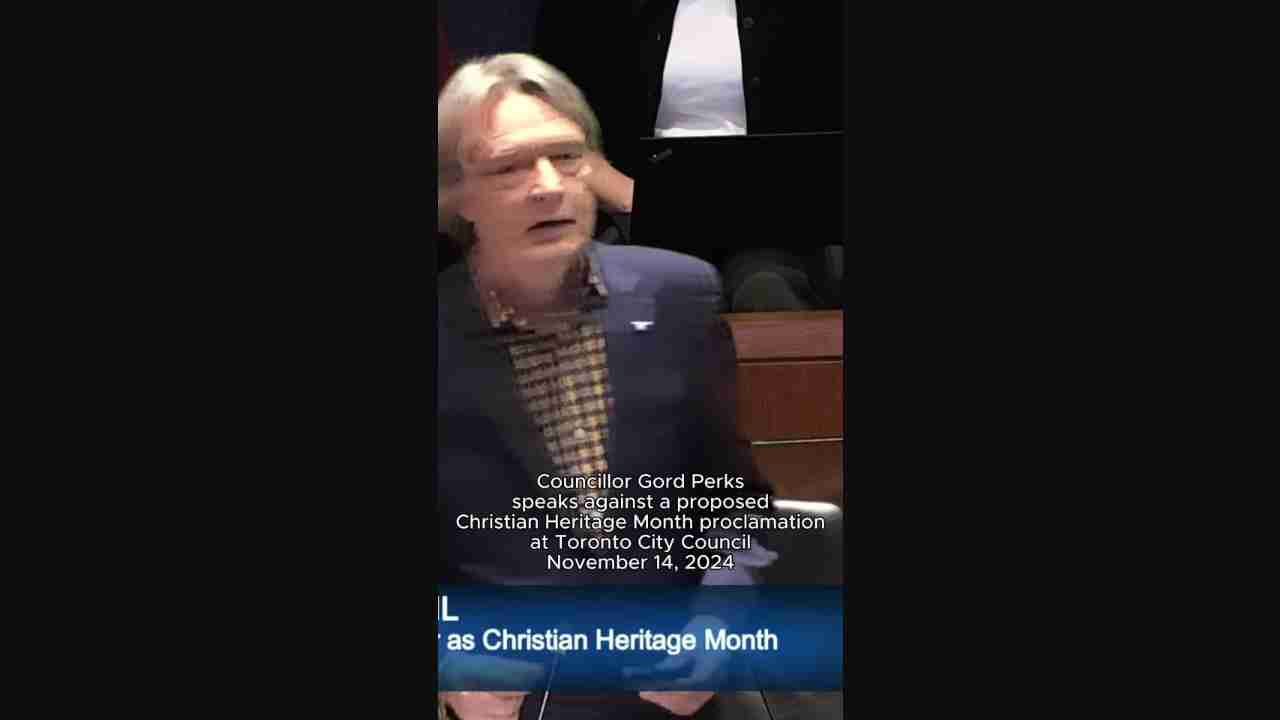 Councillor Gord Perks
speaks against a proposed
Christian Heritage Month proclamation
at Toronto City Council
November 14, 2024
IL
as Christian Heritage Month